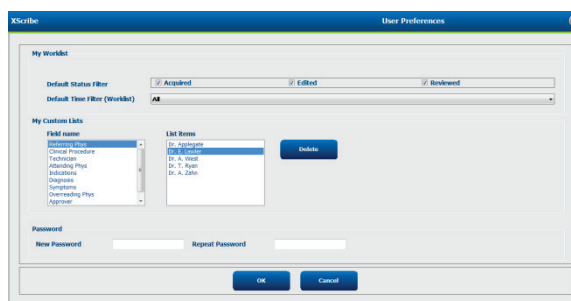 XScribe User Preferences
My Worklist
Default Status Filter Acquired Edited Reviewed
Default Time Filter (Worklist) All
My Custom Lists
Field name List Items
Referring Phys Dr. Applegate
Clinical Procedure Dr. E. Lawler
Technician Dr. A. West
Attending Phys Dr. T. Ryan
Indications Dr. A. Zahn
Diagnosis
Symptoms
Overreading Phys
Approver
Delete
Password
New Password Repeat Password
OK Cancel